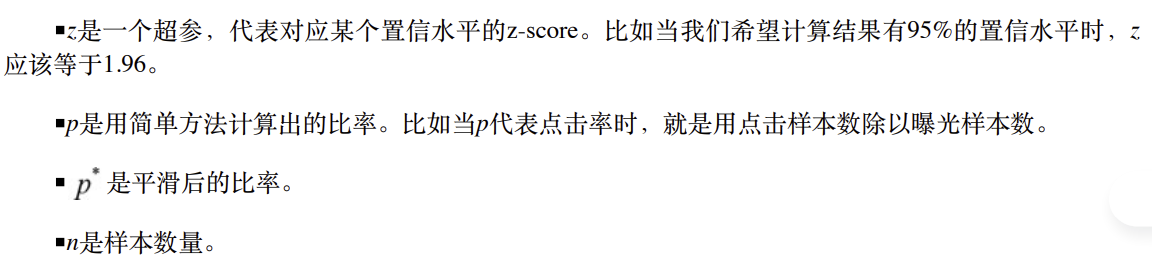 ▪z是一个超参，代表对应某个置信水平的z-score。比如当我们希望计算结果有95%的置信水平时，z
应该等于1.96。
▪p是用简单方法计算出的比率。比如当p代表点击率时，就是用点击样本数除以曝光样本数。
▪ p* 是平滑后的比率。
▪n是样本数量。